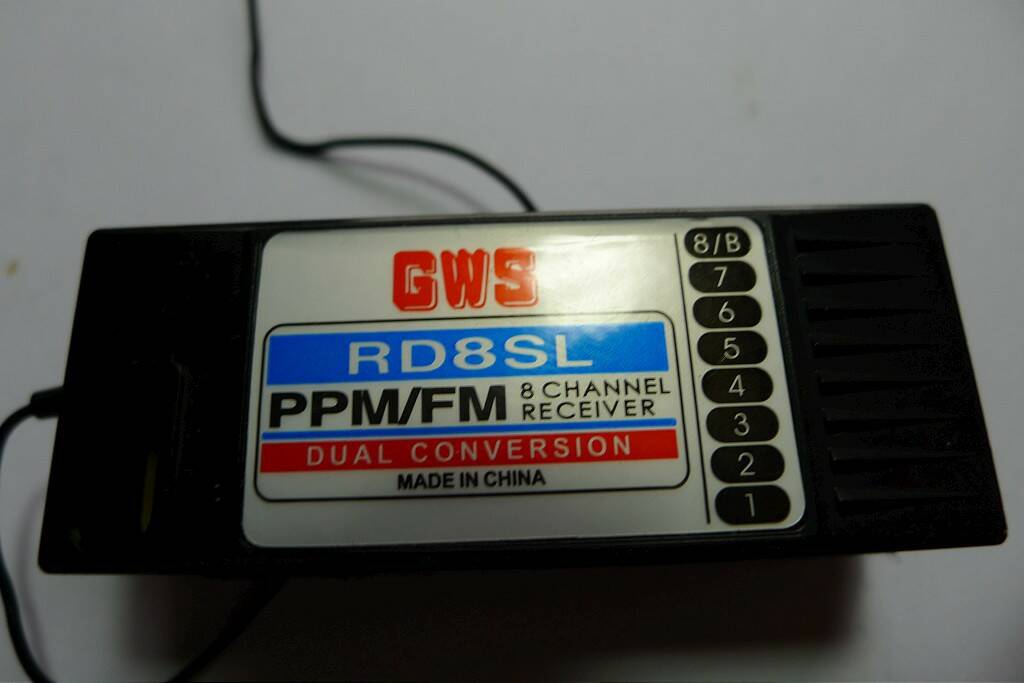 GWS
RD8SL
PPM/FM
8 CHANNEL
RECEIVER
DUAL CONVERSION
MADE IN CHINA
8/B
7
6
5
4
3
2
1